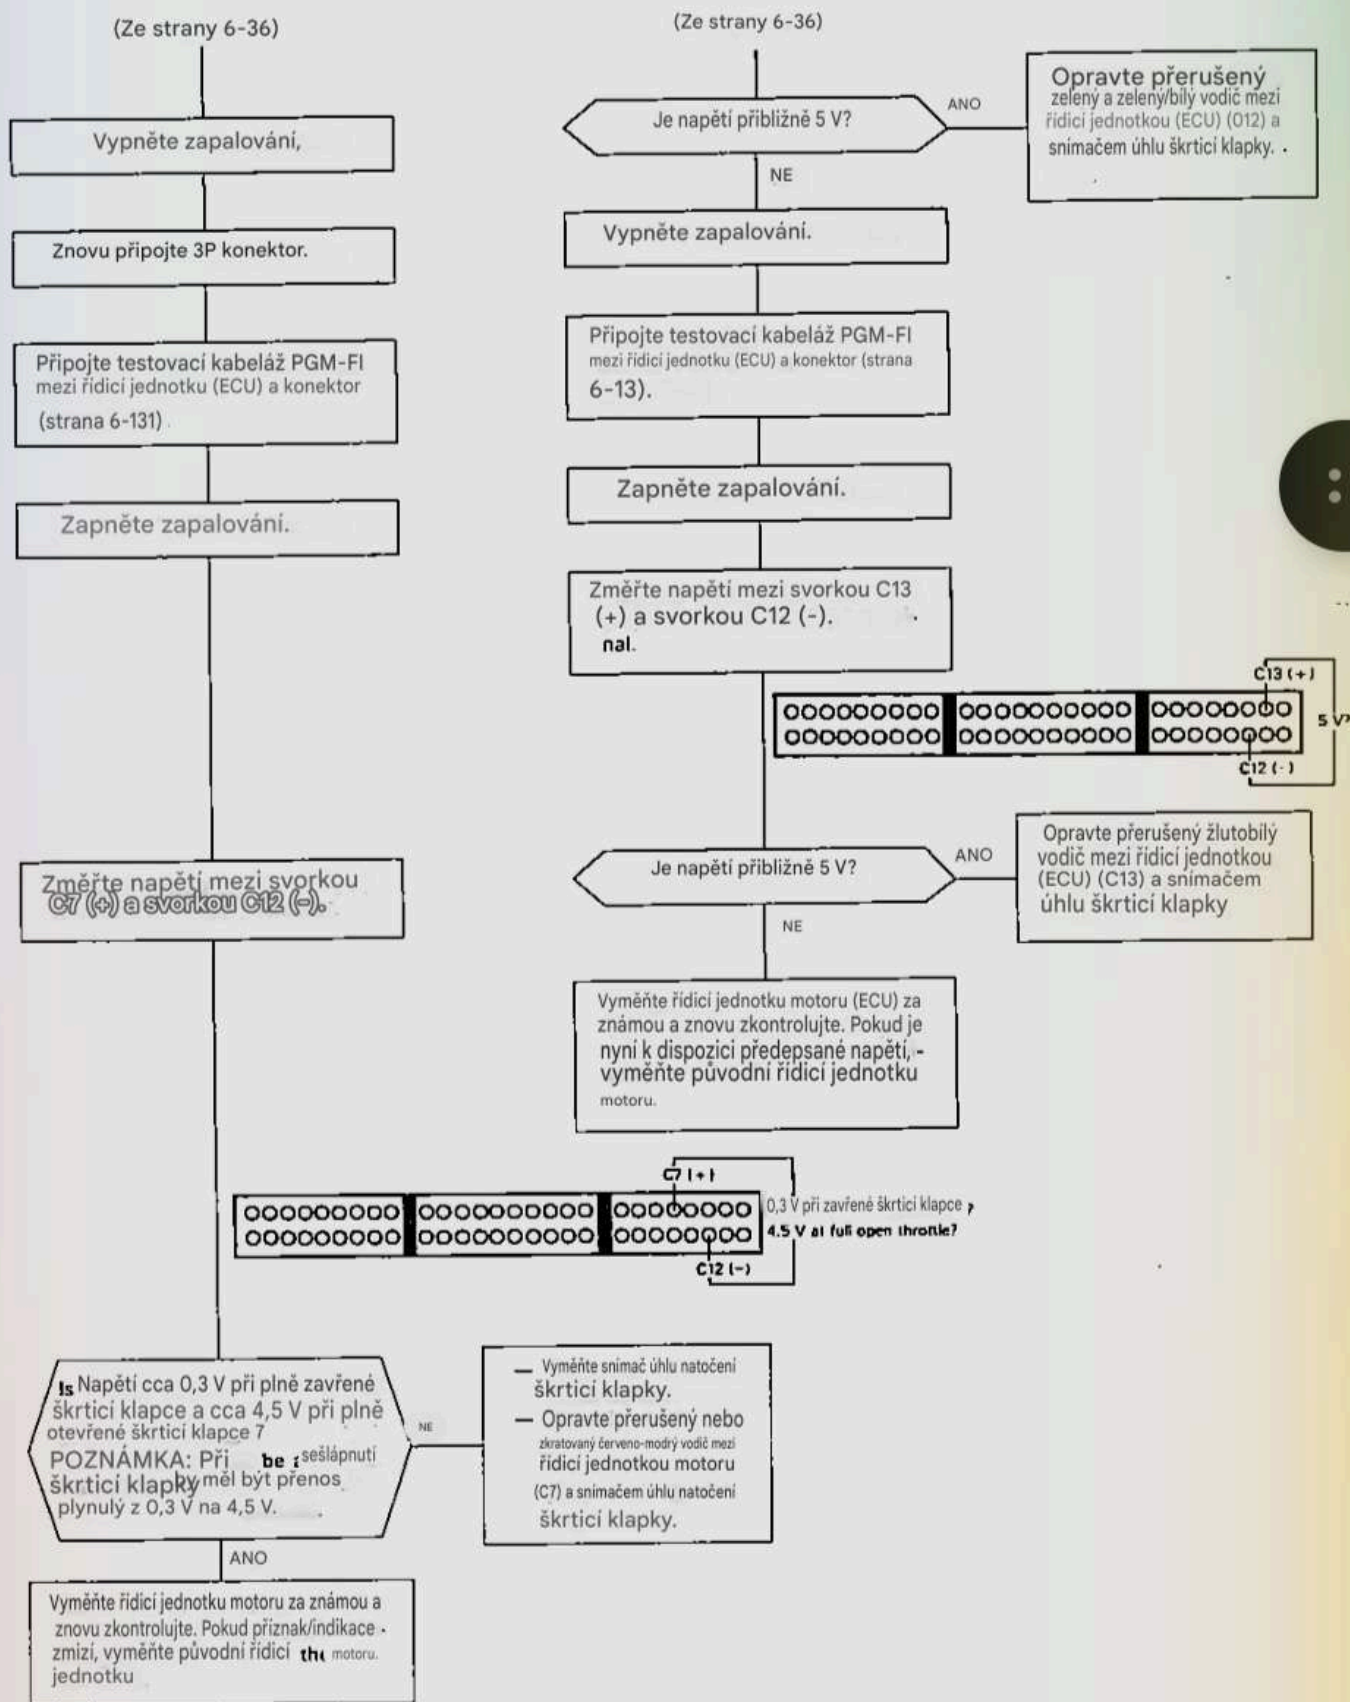 (Ze strany 6-36)
Vypněte zapalování,
Znovu připojte 3P konektor.
Připojte testovací kabeláž PGM-FI
mezi řídicí jednotku (ECU) a konektor
(strana 6-131)
Zapněte zapalování.
Změřte napětí mezi svorkou
C7 (+) a svorkou C12 (-).
(Ze strany 6-36)
Je napětí přibližně 5 V?
ANO
Opravte přerušený
zelený a zelený/bílý vodič mezi
řídicí jednotkou (ECU) (012) a
snímačem úhlu škrticí klapky.
NE
Vypněte zapalování.
Připojte testovací kabeláž PGM-FI
mezi řídicí jednotku (ECU) a konektor (strana
6-13).
Zapněte zapalování.
Změřte napětí mezi svorkou C13
(+) a svorkou C12 (-).
nal.
C13 (+)
5 V?
C12 (-)
Je napětí přibližně 5 V?
ANO
Opravte přerušený žlutobílý
vodič mezi řídicí jednotkou
(ECU) (C13) a snímačem
úhlu škrticí klapky
NE
Vyměňte řídicí jednotku motoru (ECU) za
známou a znovu zkontrolujte. Pokud je
nyní k dispozici předepsané napětí, -
vyměňte původní řídicí jednotku
motoru.
C7 (+)
0,3 V při zavřené škrticí klapce ,
4.5 V at full open throttle?
C12 (-)
Is Napětí cca 0,3 V při plně zavřené
škrticí klapce a cca 4,5 V při plně
otevřené škrticí klapce 7
POZNÁMKA: Při be sešlápnutí
škrticí klapky měl být přenos
plynulý z 0,3 V na 4,5 V.
NE
— Vyměňte snímač úhlu natočení
škrticí klapky.
— Opravte přerušený nebo
zkratovaný červeno-modrý vodič mezi
řídicí jednotkou motoru
(C7) a snímačem úhlu natočení
škrticí klapky.
ANO
Vyměňte řídicí jednotku motoru za známou a
znovu zkontrolujte. Pokud příznak/indikace
zmizí, vyměňte původní řídicí the motoru.
jednotku